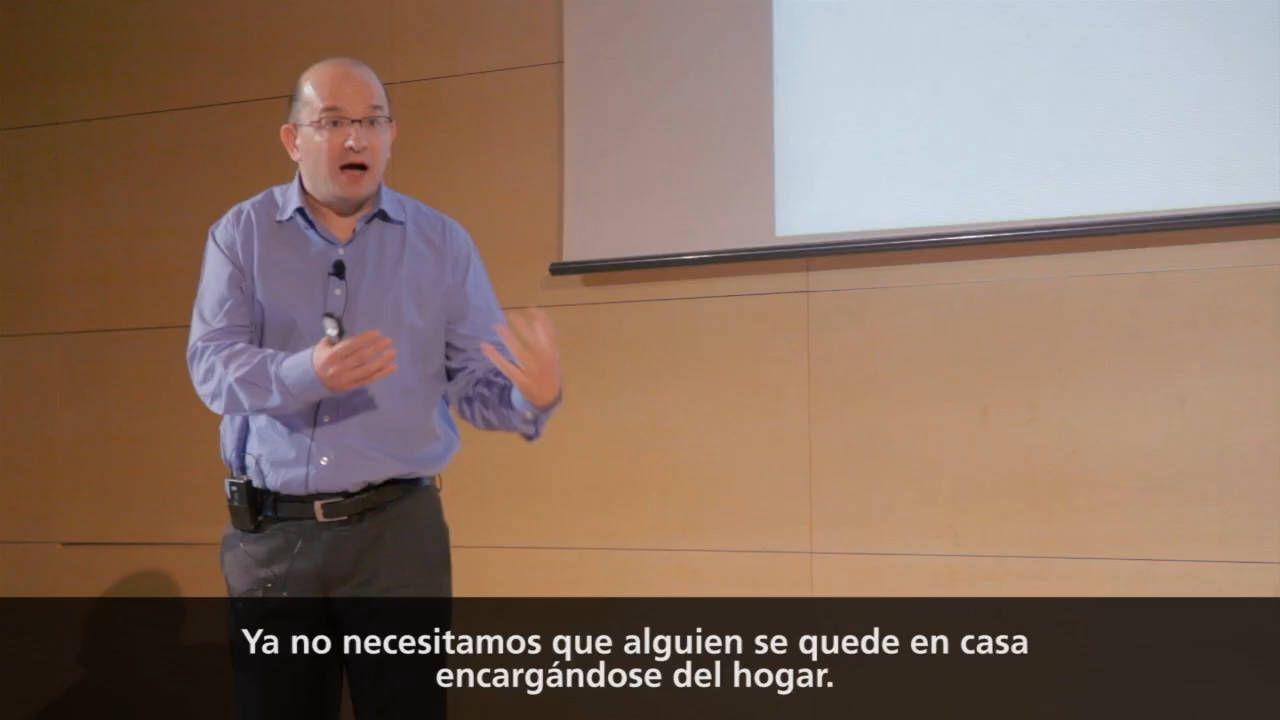 Ya no necesitamos que alguien se quede en casa
encargándose del hogar.